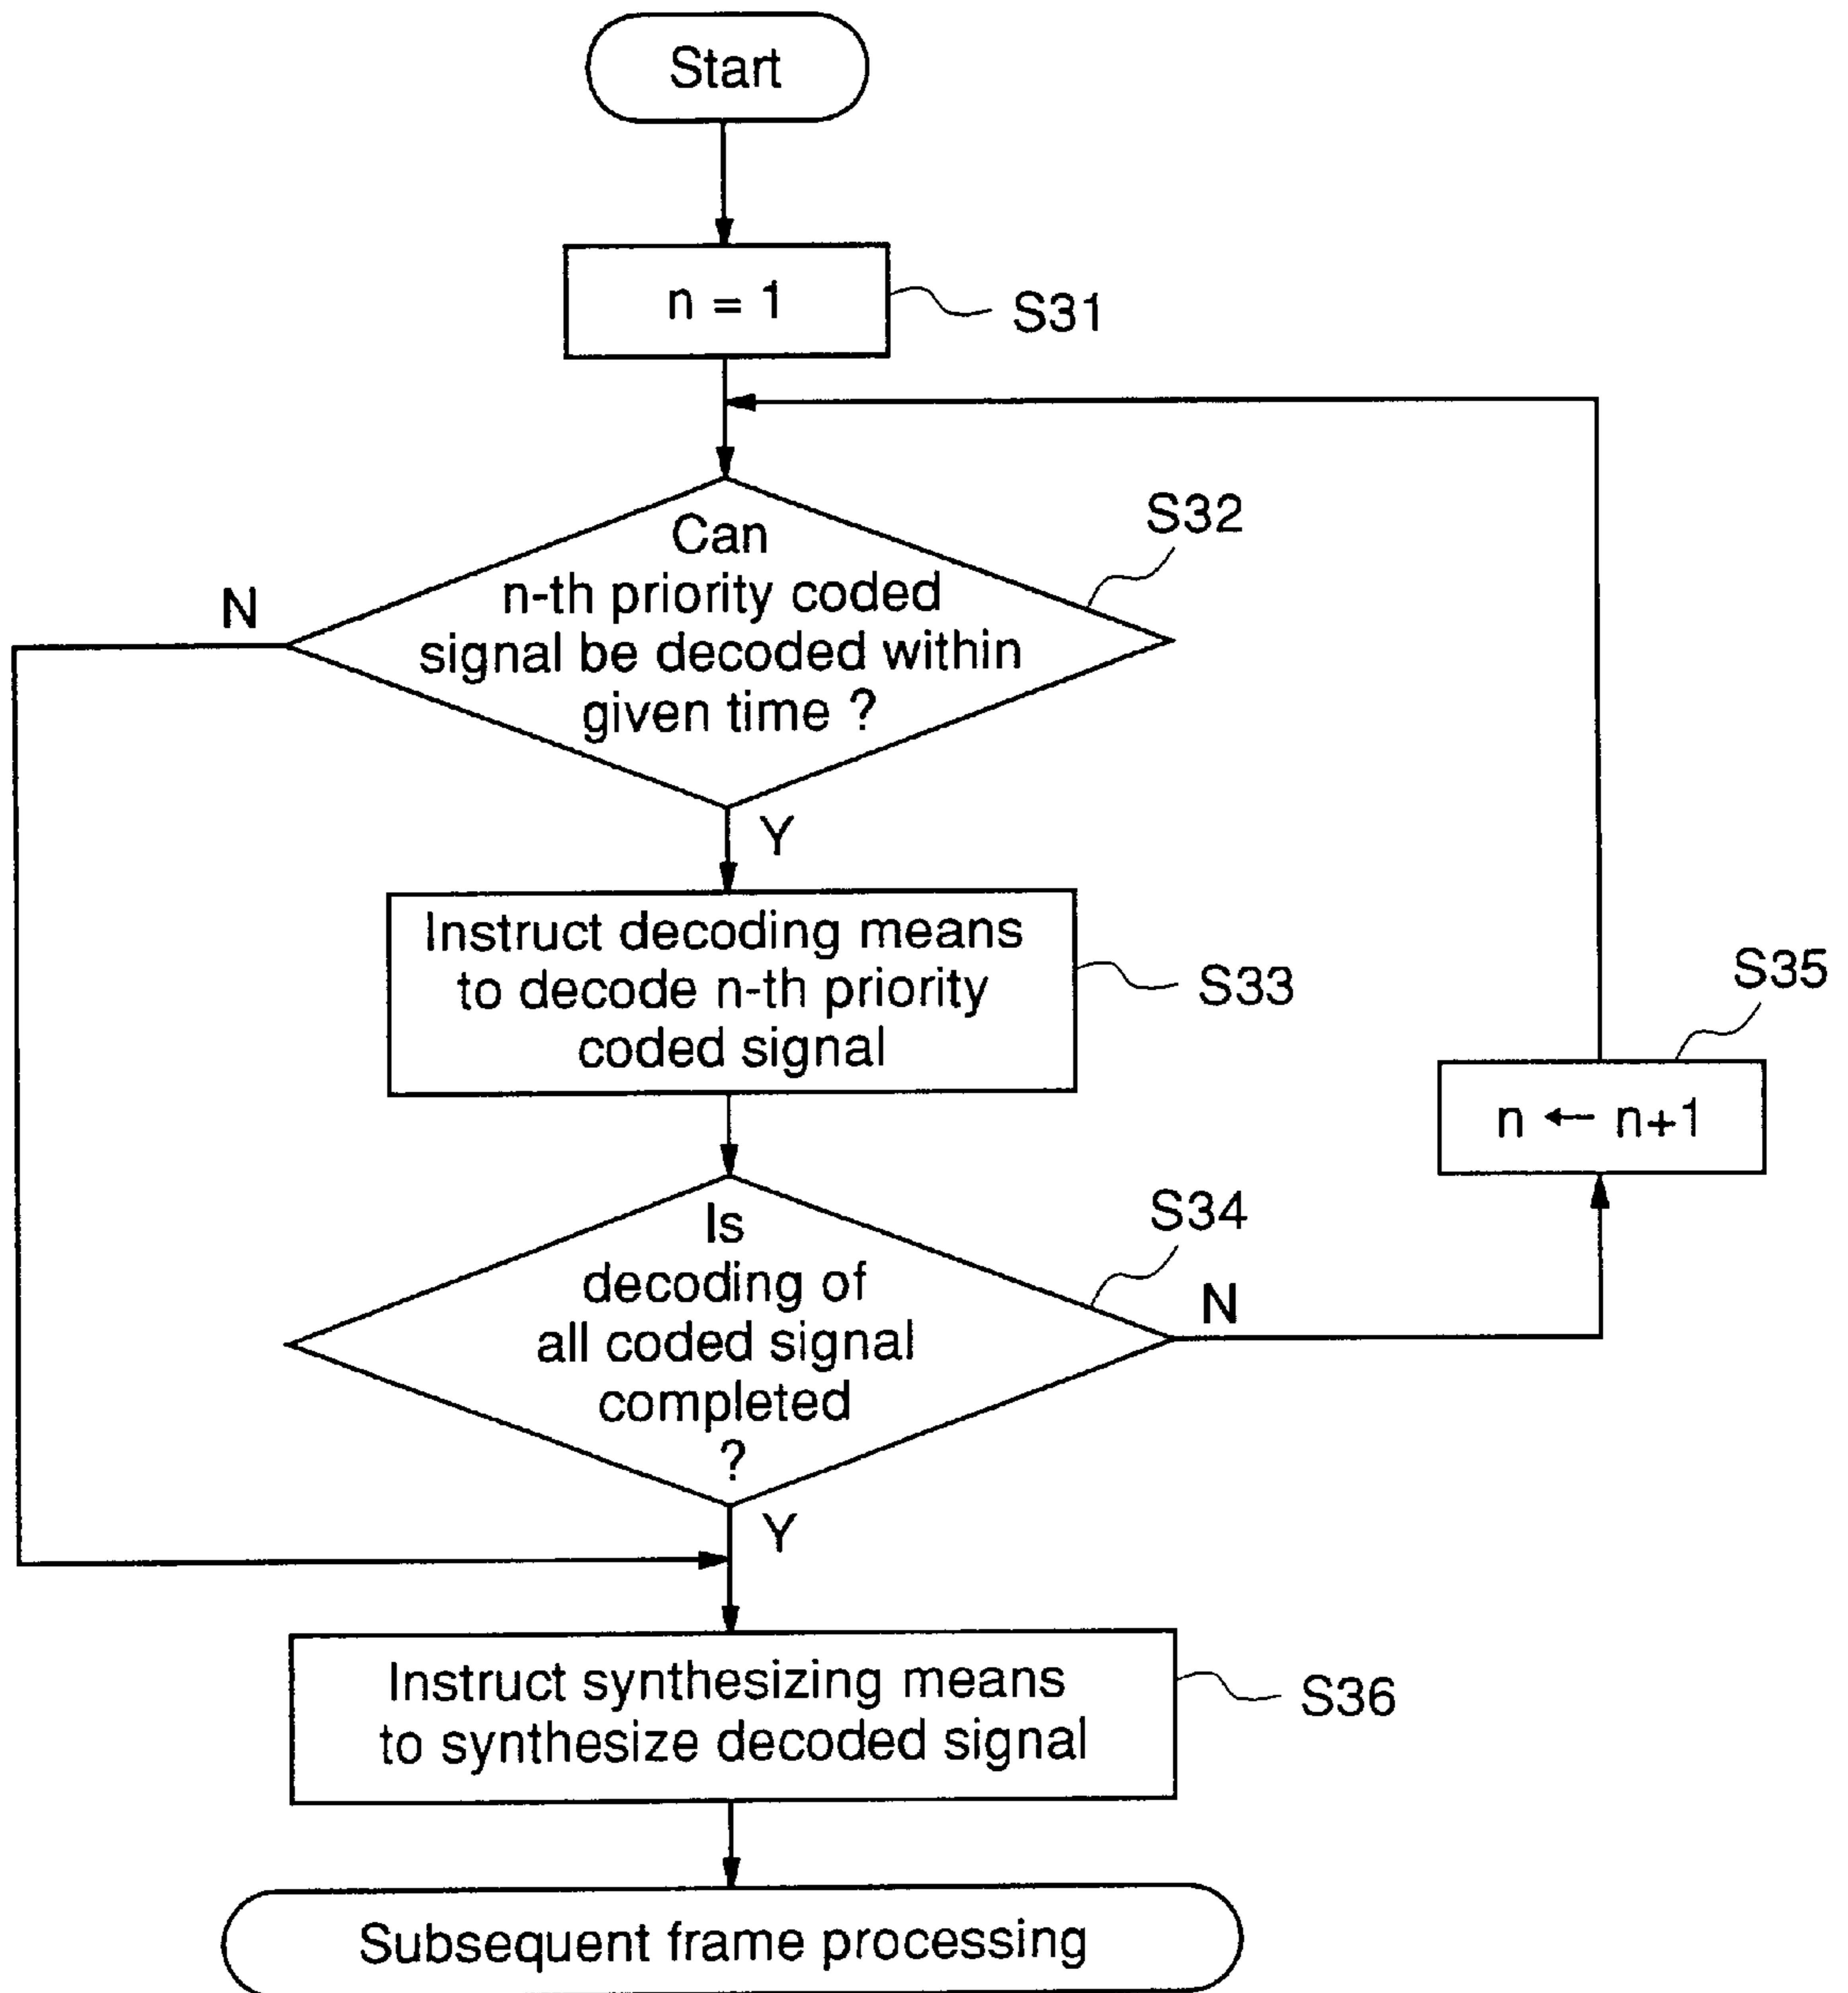 Start
n = 1
S31
Can
n-th priority coded
signal be decoded within
given time ?
S32
N
Y
Instruct decoding means
to decode n-th priority
coded signal
S33
S35
n ← n+1
Is
decoding of
all coded signal
completed
?
S34
N
Y
Instruct synthesizing means
to synthesize decoded signal
S36
Subsequent frame processing